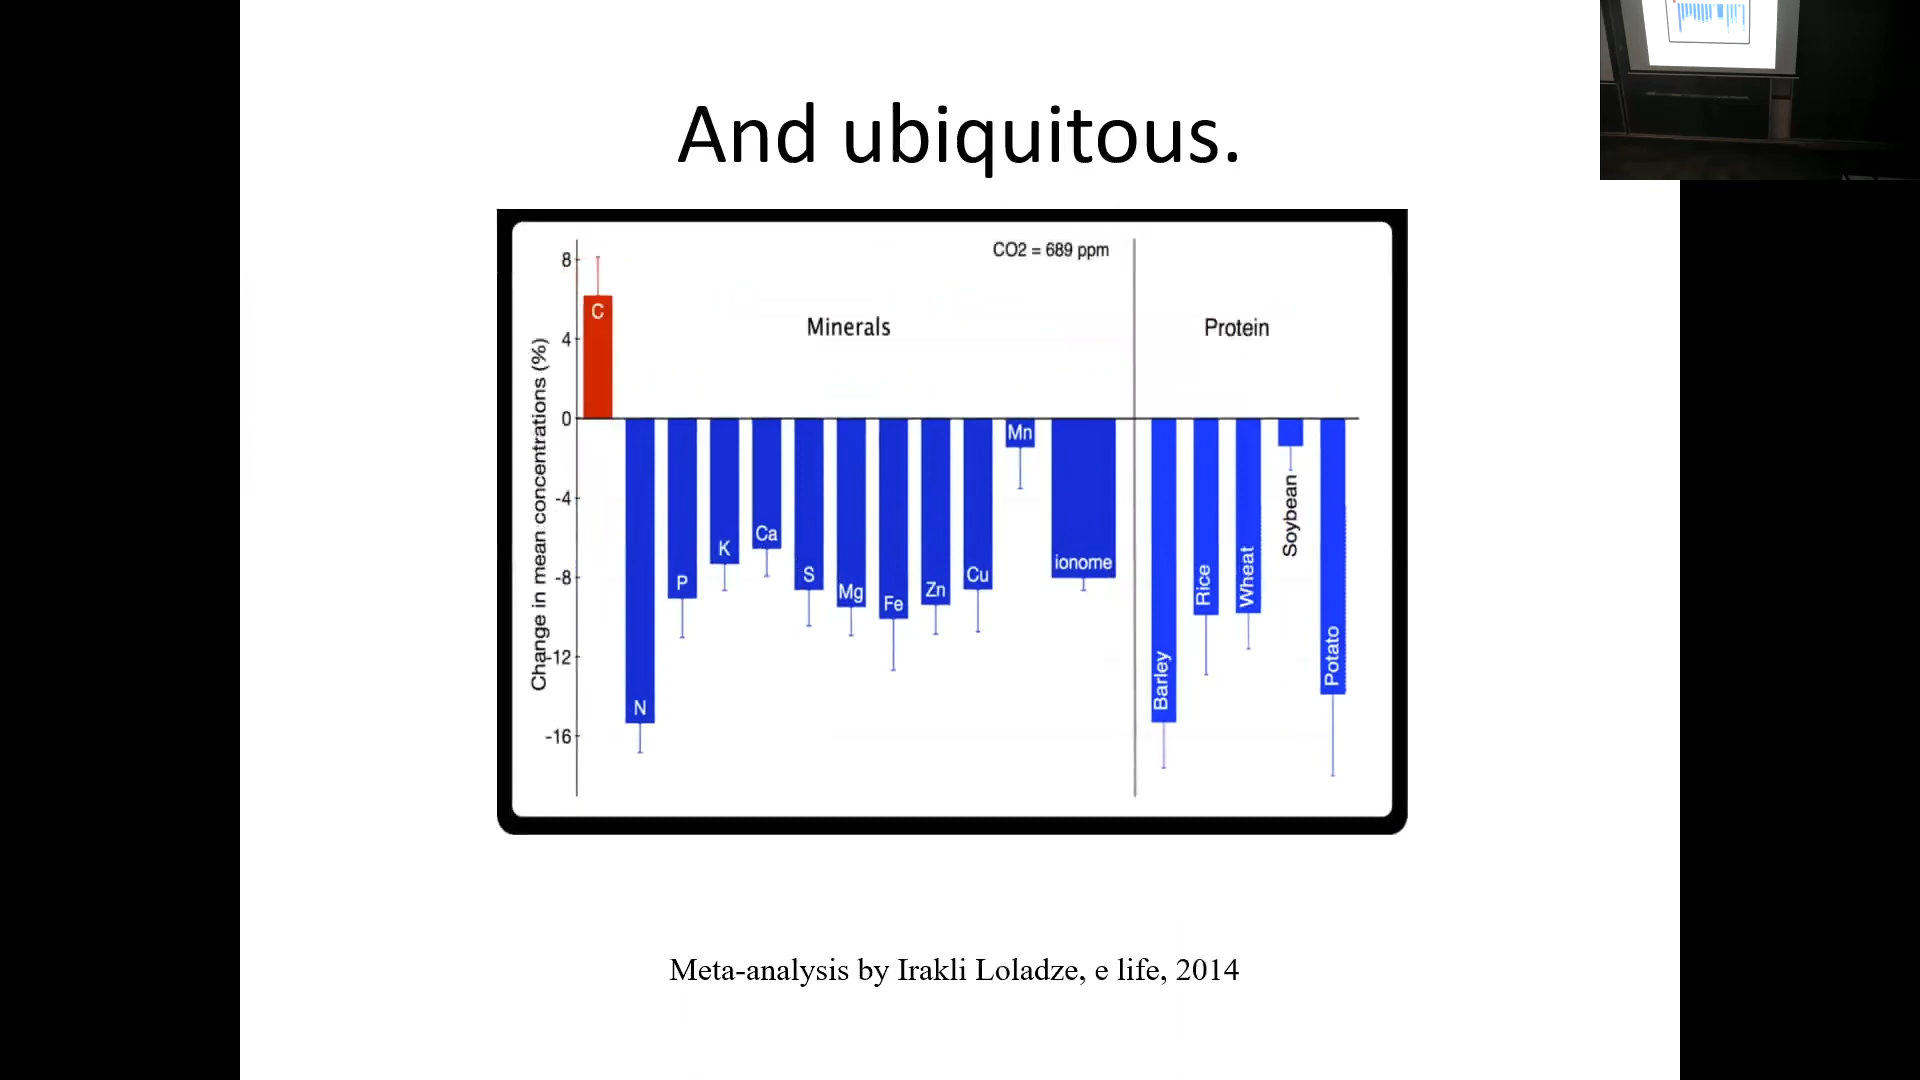 And ubiquitous.
CO2 = 689 ppm
Minerals
Protein
Change in mean concentrations (%)
8
4
0
-4
-8
-12
-16
C
N
P
K
Ca
S
Mg
Fe
Zn
Cu
Mn
ionome
Barley
Rice
Wheat
Soybean
Potato
Meta-analysis by Irakli Loladze, e life, 2014